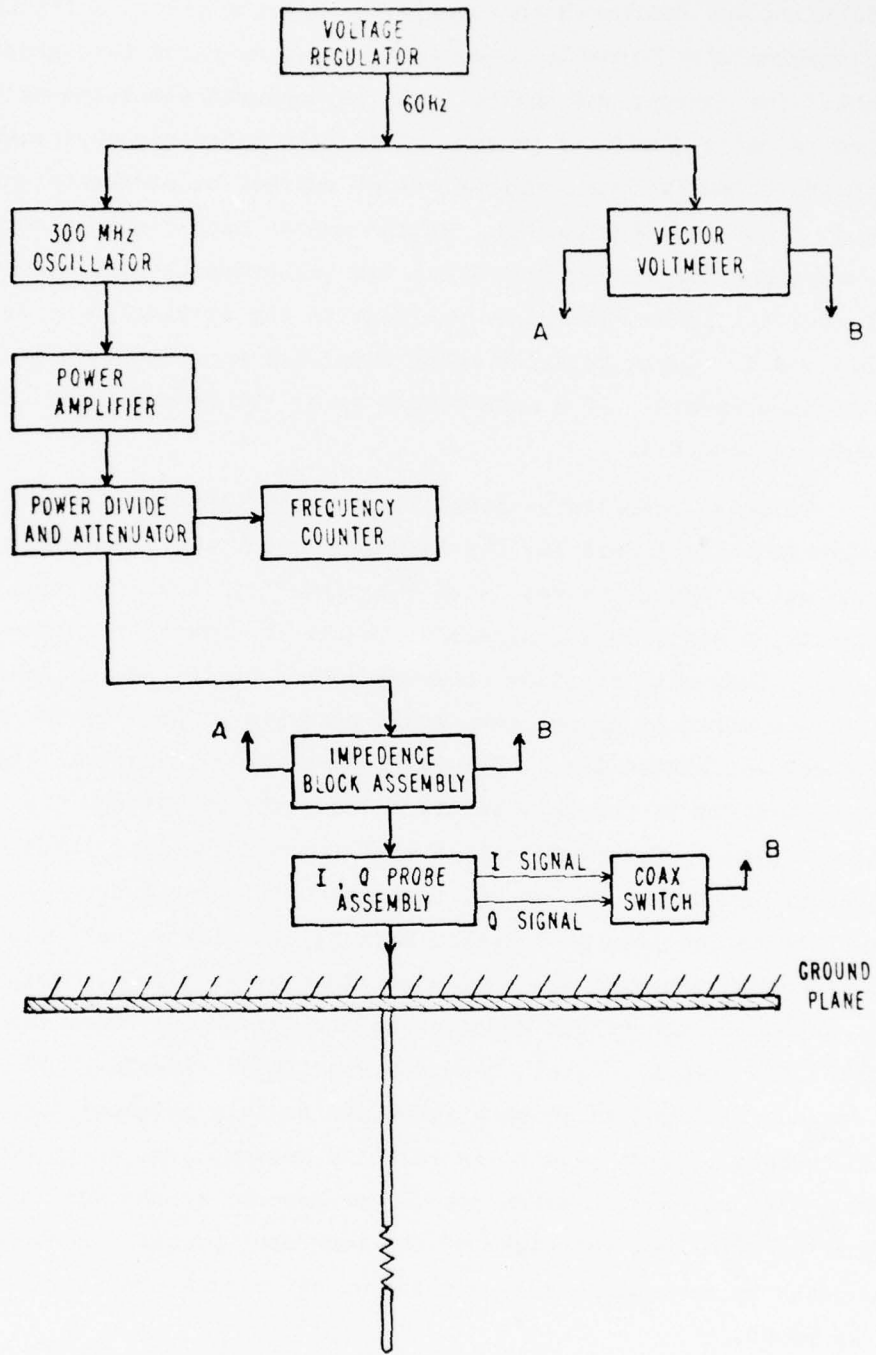 VOLTAGE
REGULATOR
60Hz
300 MHz
OSCILLATOR
VECTOR
VOLTMETER
A
B
POWER
AMPLIFIER
POWER DIVIDE
AND ATTENUATOR
FREQUENCY
COUNTER
A
B
IMPEDENCE
BLOCK ASSEMBLY
I, Q PROBE
ASSEMBLY
I SIGNAL
Q SIGNAL
COAX
SWITCH
B
GROUND
PLANE